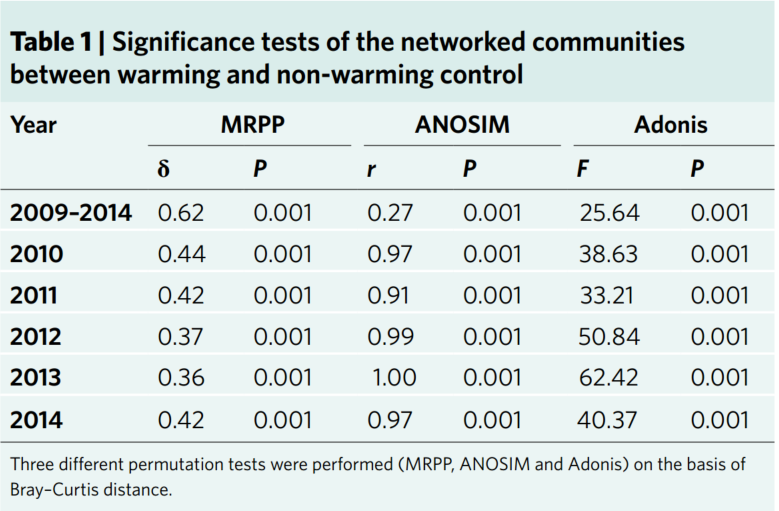 Table 1 | Significance tests of the networked communities
between warming and non-warming control
Year MRPP ANOSIM Adonis
δ P r P F P
2009–2014 0.62 0.001 0.27 0.001 25.64 0.001
2010 0.44 0.001 0.97 0.001 38.63 0.001
2011 0.42 0.001 0.91 0.001 33.21 0.001
2012 0.37 0.001 0.99 0.001 50.84 0.001
2013 0.36 0.001 1.00 0.001 62.42 0.001
2014 0.42 0.001 0.97 0.001 40.37 0.001
Three different permutation tests were performed (MRPP, ANOSIM and Adonis) on the basis of
Bray–Curtis distance.